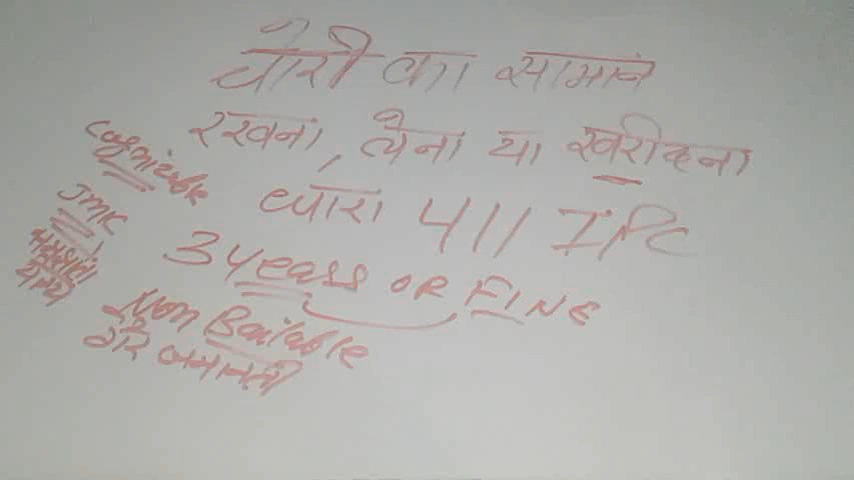 चोरी का सामान
रखना, लेना या खरीदना
धारा 411 IPC
3 years OR FINE
Cognizable
JMIC
Non Bailable
गैर जमानती